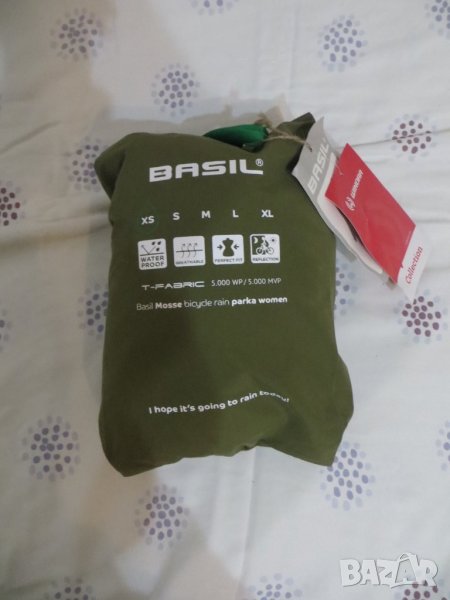 BASIL®
XS S M L XL
WATER PROOF
BREATHABLE
PERFECT FIT
REFLECTION
T-FABRIC 5.000 WP/5.000 MVP
Basil Mosse bicycle rain parka women
I hope it's going to rain today!
BASIL
Collection
BAZAR